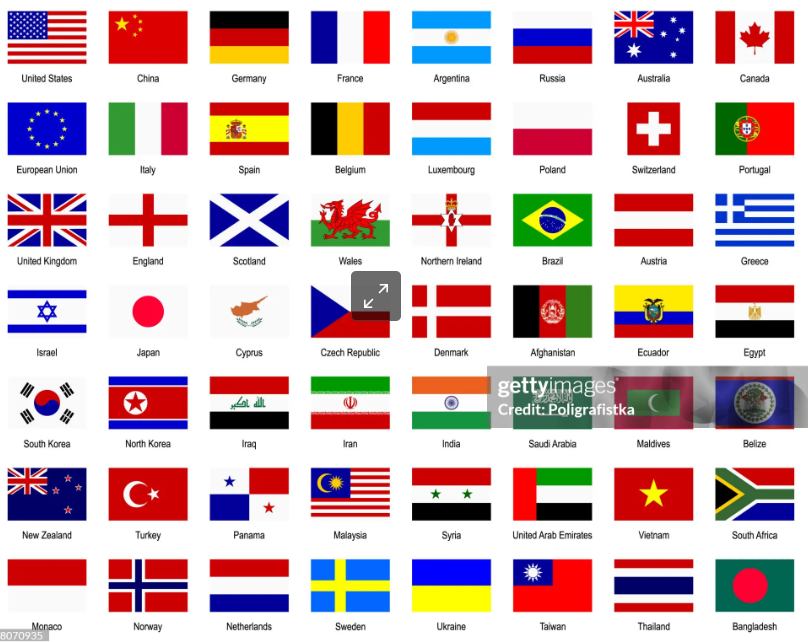 United States China Germany France Argentina Russia Australia Canada
European Union Italy Spain Belgium Luxembourg Poland Switzerland Portugal
United Kingdom England Scotland Wales Northern Ireland Brazil Austria Greece
Israel Japan Cyprus Czech Republic Denmark Afghanistan Ecuador Egypt
gettyimages®
Credit: Poligrafistka
South Korea North Korea Iraq Iran India Saudi Arabia Maldives Belize
New Zealand Turkey Panama Malaysia Syria United Arab Emirates Vietnam South Africa
Monaco Norway Netherlands Sweden Ukraine Taiwan Thailand Bangladesh
8070935